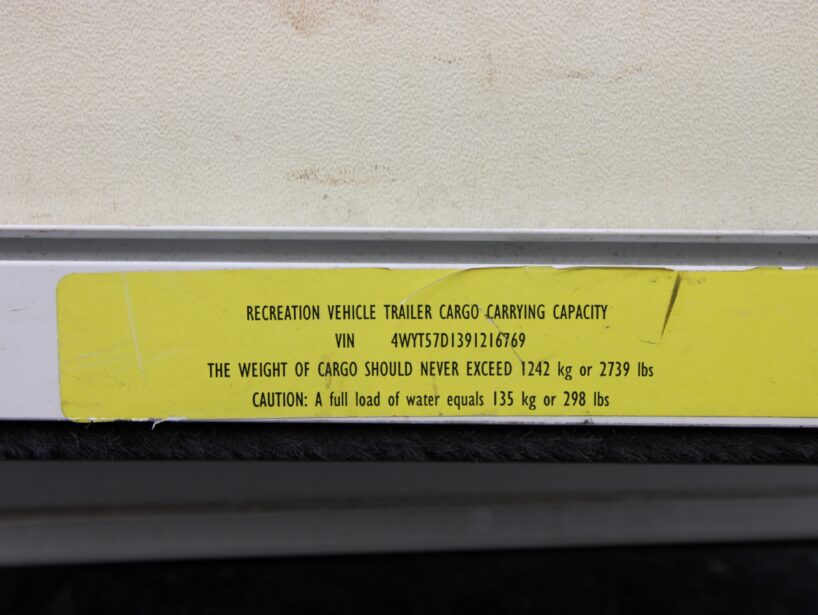 RECREATION VEHICLE TRAILER CARGO CARRYING CAPACITY
VIN 4WYT57D1391216769
THE WEIGHT OF CARGO SHOULD NEVER EXCEED 1242 kg or 2739 lbs
CAUTION: A full load of water equals 135 kg or 298 lbs